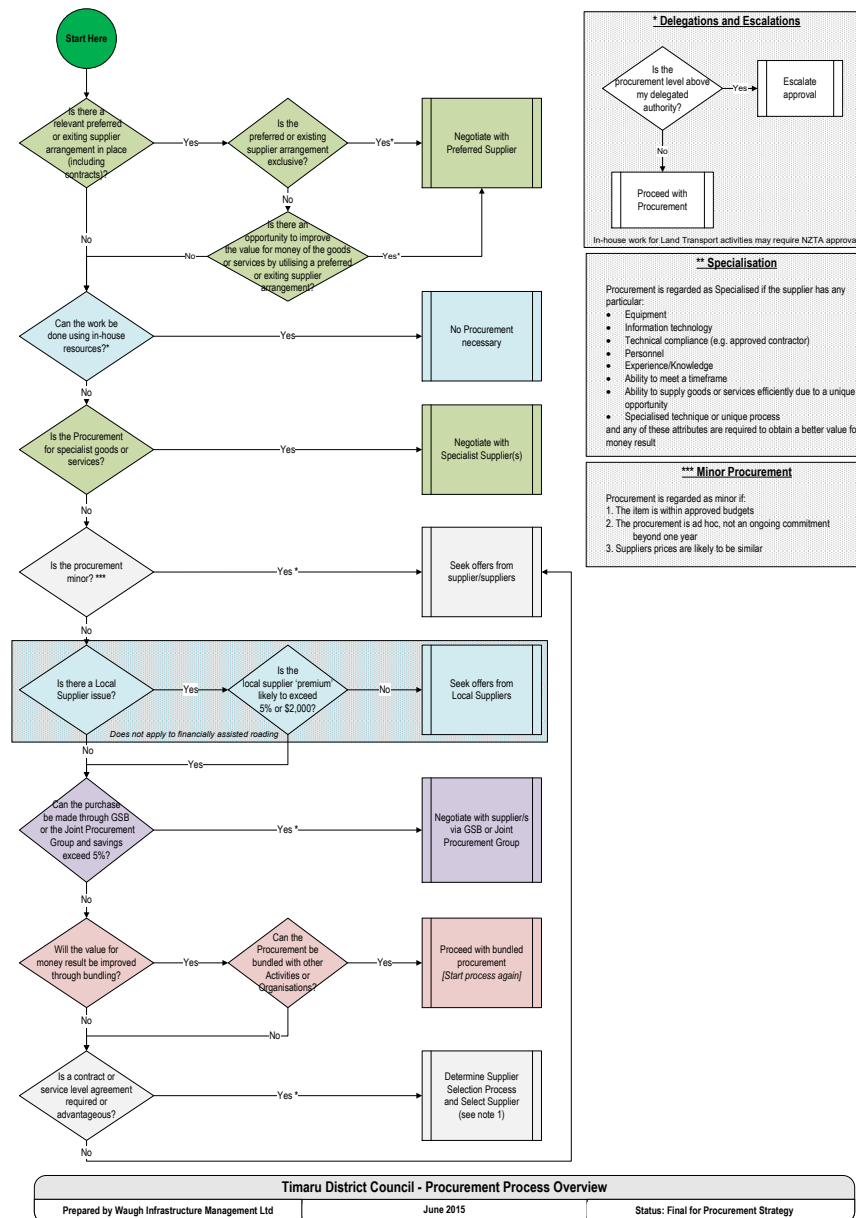 Start Here
Is there a
relevant preferred
or exiting supplier
arrangement in place
(including
contracts)?
Yes
Is the
preferred or existing
supplier arrangement
exclusive?
Yes*
Negotiate with
Preferred Supplier
No
No
Is there an
opportunity to improve
the value for money of the goods
or services by utilising a preferred
or exiting supplier
arrangement?
No
Yes*
Can the work be
done using in-house
resources?*
Yes
No Procurement
necessary
No
Is the Procurement
for specialist goods or
services?
Yes
Negotiate with
Specialist Supplier(s)
No
Is the procurement
minor? ***
Yes *
Seek offers from
supplier/suppliers
No
Is there a Local
Supplier issue?
Yes
Is the
local supplier ‘premium’
likely to exceed
5% or $2,000?
No
Seek offers from
Local Suppliers
Does not apply to financially assisted roading
No
Yes
Can the purchase
be made through GSB
or the Joint Procurement
Group and savings
exceed 5%?
Yes *
Negotiate with supplier/s
via GSB or Joint
Procurement Group
No
Will the value for
money result be improved
through bundling?
Yes
Can the
Procurement be
bundled with other
Activities or
Organisations?
Yes
Proceed with bundled
procurement
[Start process again]
No
No
Is a contract or
service level agreement
required or
advantageous?
Yes *
Determine Supplier
Selection Process
and Select Supplier
(see note 1)
No
* Delegations and Escalations
Is the
procurement level above
my delegated
authority?
Yes
Escalate
approval
No
Proceed with
Procurement
In-house work for Land Transport activities may require NZTA approval
** Specialisation
Procurement is regarded as Specialised if the supplier has any
particular:
• Equipment
• Information technology
• Technical compliance (e.g. approved contractor)
• Personnel
• Experience/Knowledge
• Ability to meet a timeframe
• Ability to supply goods or services efficiently due to a unique
opportunity
• Specialised technique or unique process
and any of these attributes are required to obtain a better value for
money result
*** Minor Procurement
Procurement is regarded as minor if:
1. The item is within approved budgets
2. The procurement is ad hoc, not an ongoing commitment
beyond one year
3. Suppliers prices are likely to be similar
Timaru District Council - Procurement Process Overview
Prepared by Waugh Infrastructure Management Ltd
June 2015
Status: Final for Procurement Strategy